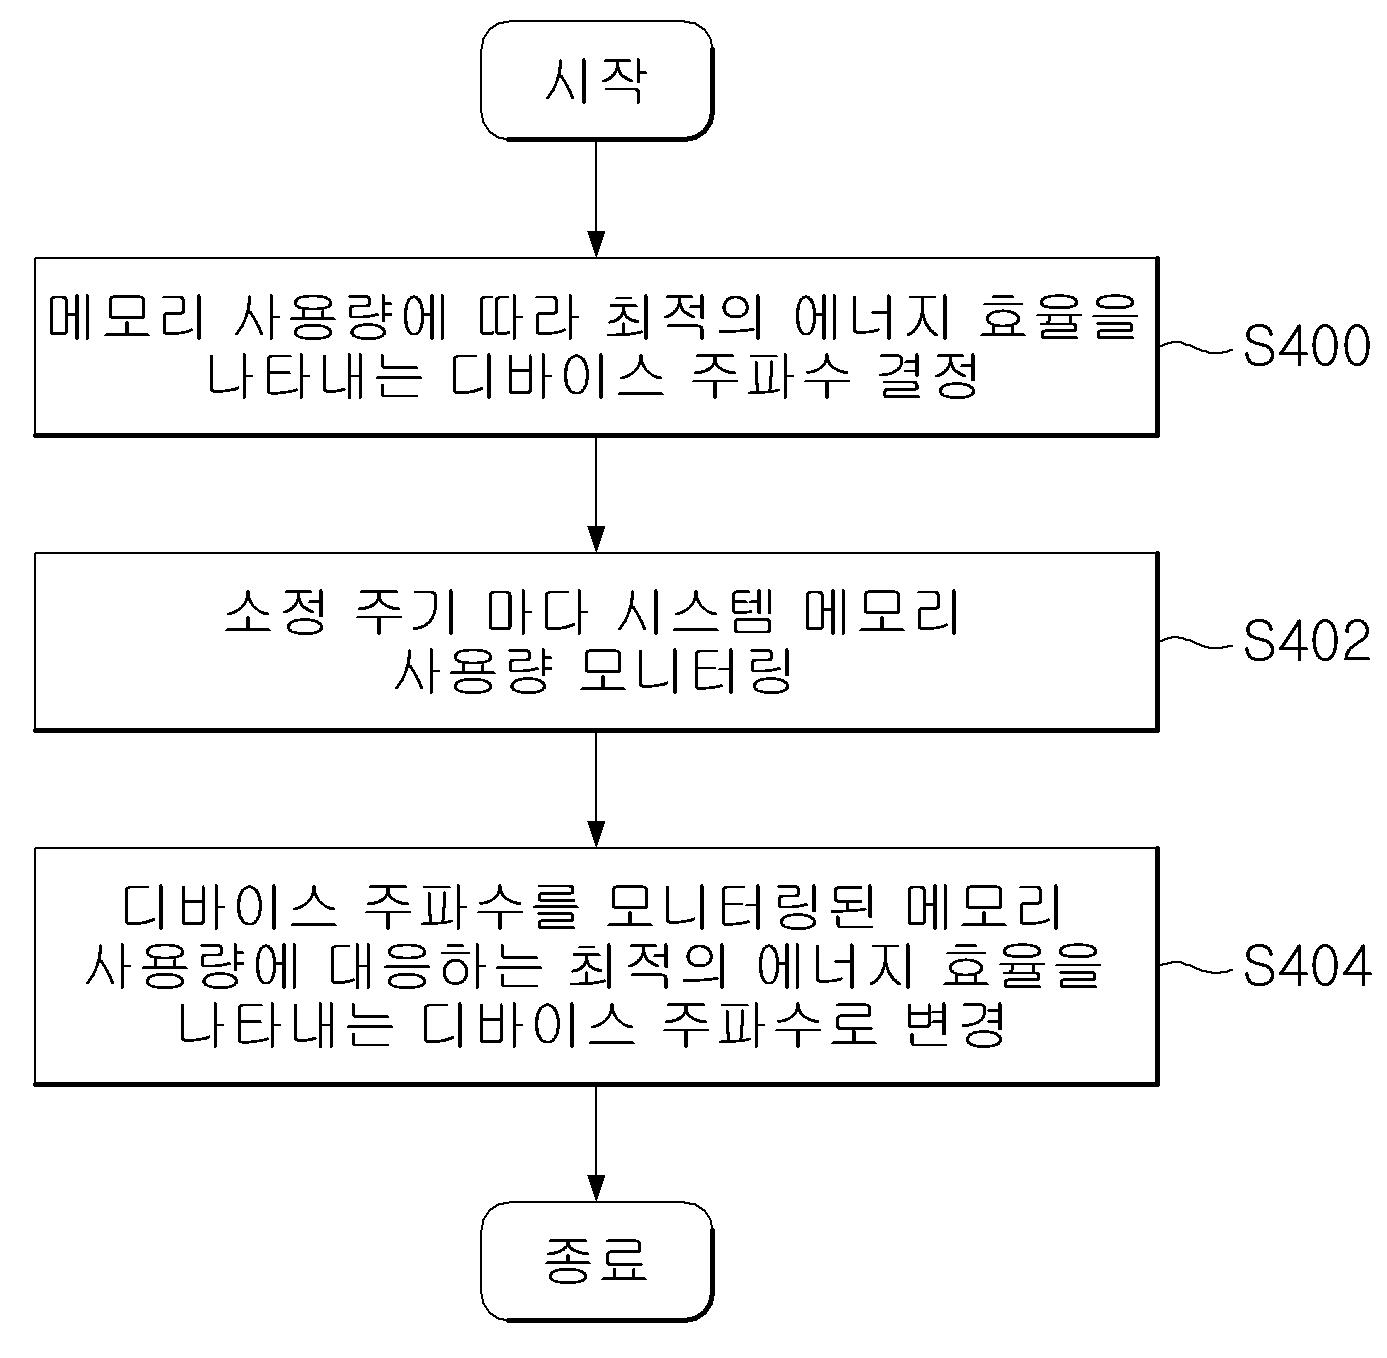 시작
메모리 사용량에 따라 최적의 에너지 효율을
나타내는 디바이스 주파수 결정
S400
소정 주기 마다 시스템 메모리
사용량 모니터링
S402
디바이스 주파수를 모니터링된 메모리
사용량에 대응하는 최적의 에너지 효율을
나타내는 디바이스 주파수로 변경
S404
종료